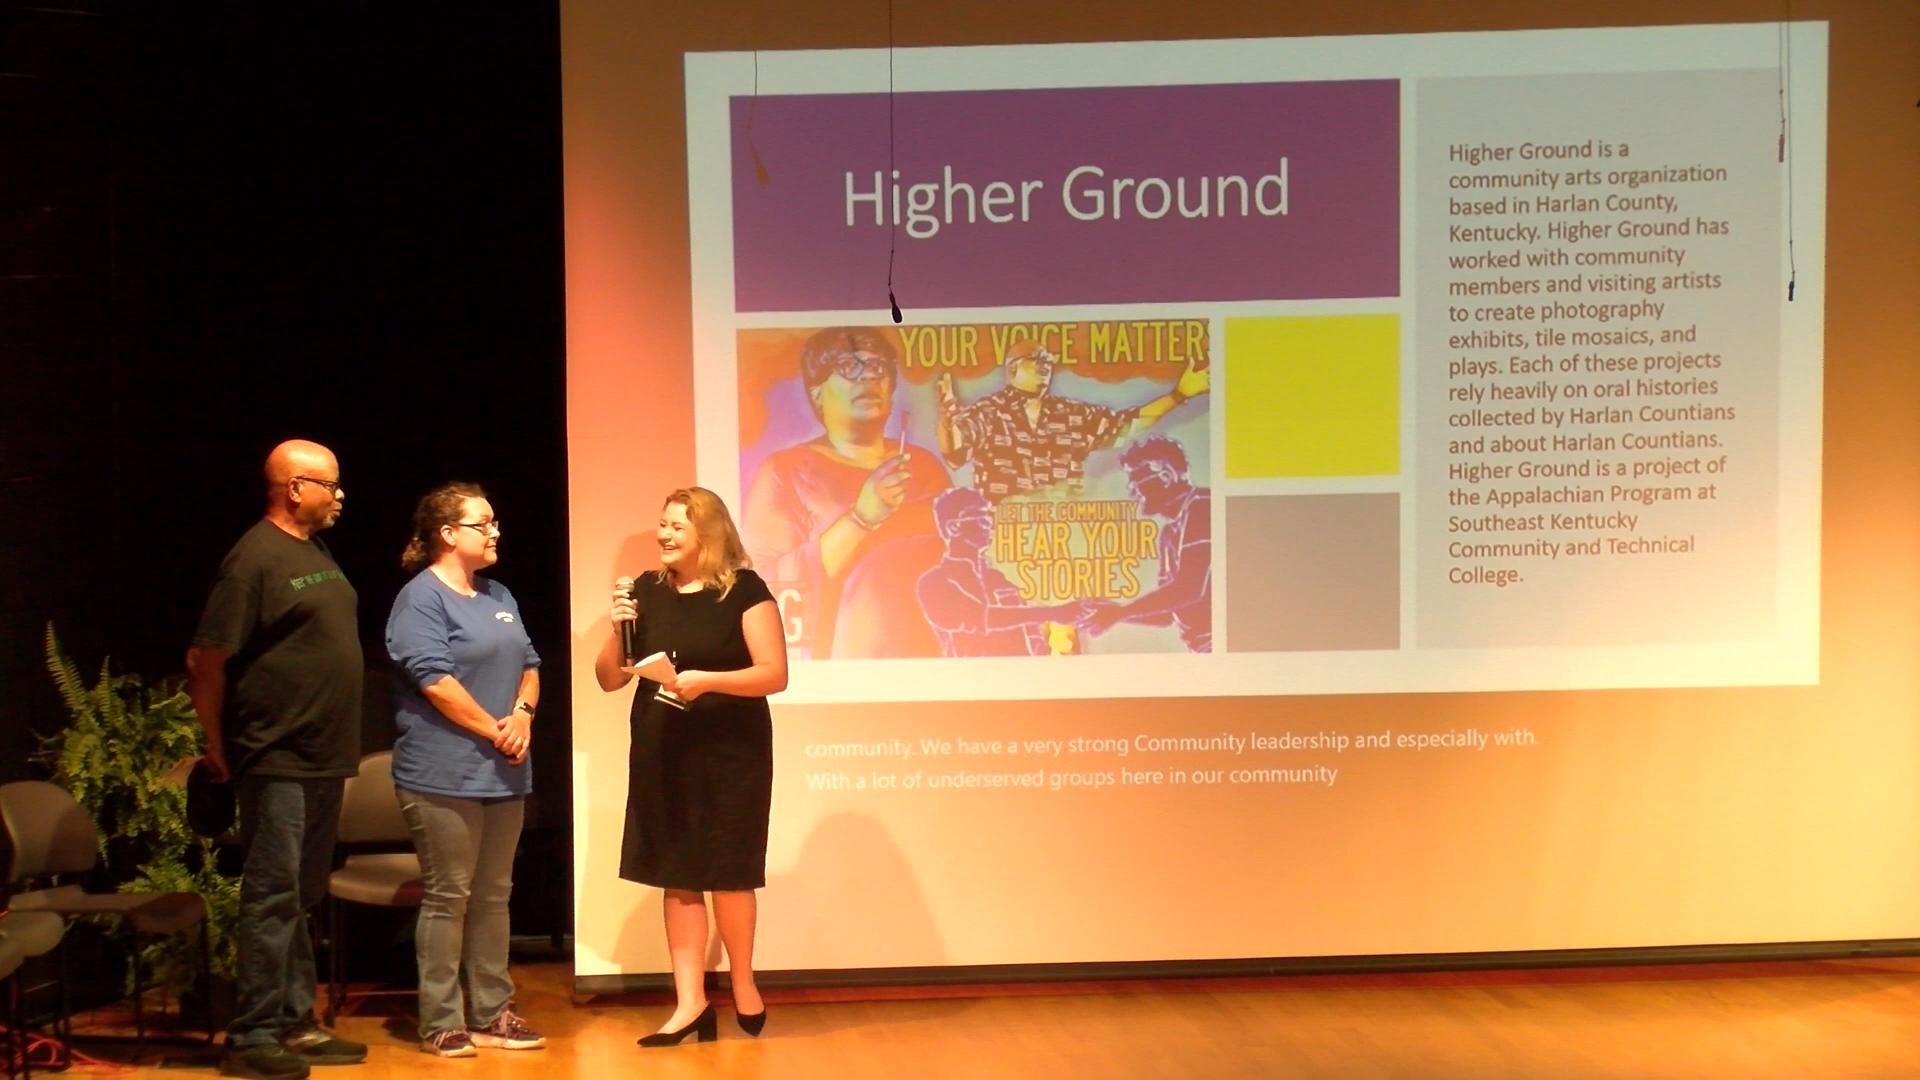 Higher Ground
Higher Ground is a
community arts organization
based in Harlan County,
Kentucky. Higher Ground has
worked with community
members and visiting artists
to create photography
exhibits, tile mosaics, and
plays. Each of these projects
rely heavily on oral histories
collected by Harlan Countians
and about Harlan Countians.
Higher Ground is a project of
the Appalachian Program at
Southeast Kentucky
Community and Technical
College.
YOUR VOICE MATTERS
LET THE COMMUNITY
HEAR YOUR
STORIES
community. We have a very strong Community leadership and especially with.
With a lot of underserved groups here in our community